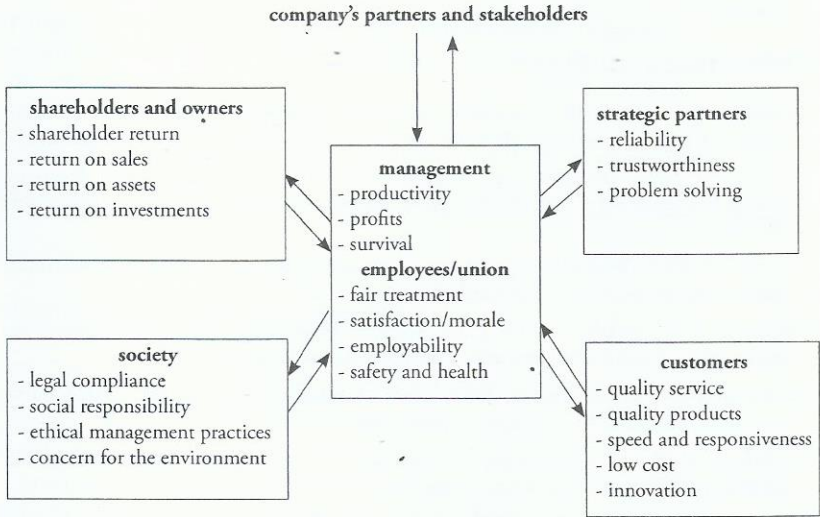 company's partners and stakeholders
shareholders and owners
- shareholder return
- return on sales
- return on assets
- return on investments
strategic partners
- reliability
- trustworthiness
- problem solving
management
- productivity
- profits
- survival
employees/union
- fair treatment
- satisfaction/morale
- employability
- safety and health
society
- legal compliance
- social responsibility
- ethical management practices
- concern for the environment
customers
- quality service
- quality products
- speed and responsiveness
- low cost
- innovation